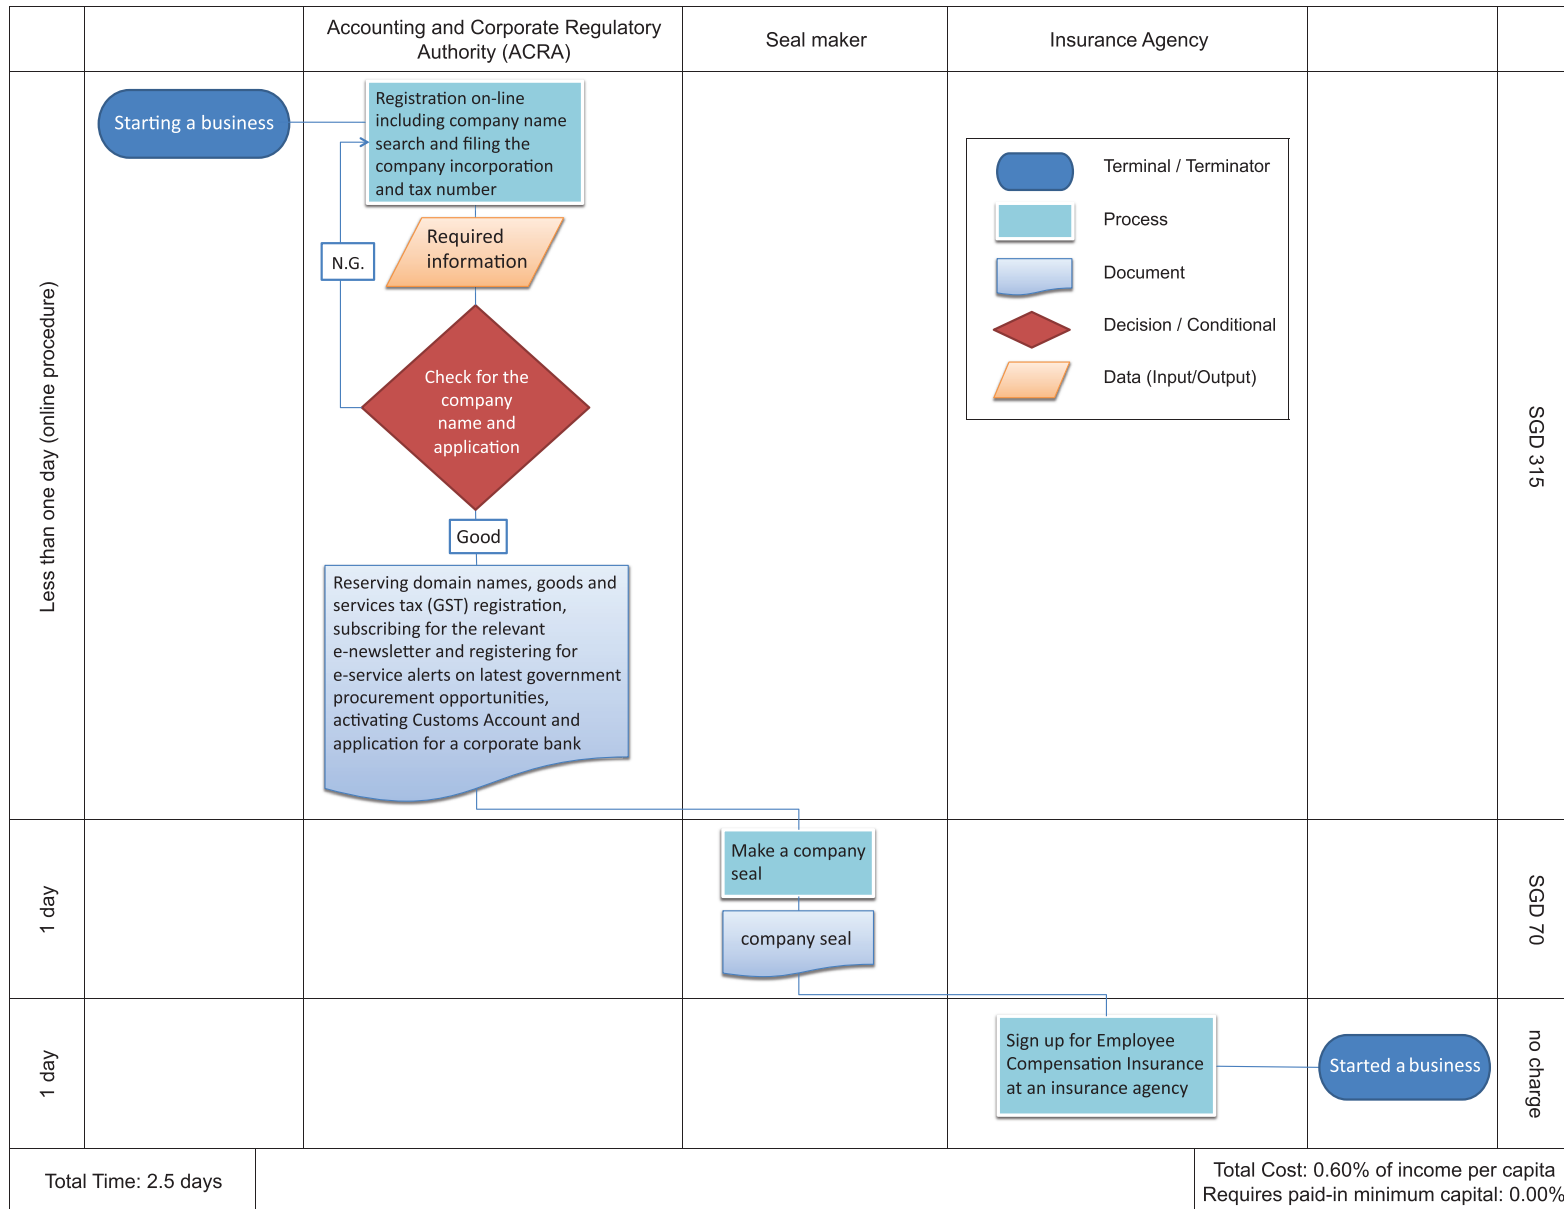 Accounting and Corporate Regulatory
Authority (ACRA)
Seal maker
Insurance Agency
Less than one day (online procedure)
Starting a business
Registration on-line
including company name
search and filing the
company incorporation
and tax number
N.G.
Required
information
Check for the
company
name and
application
Good
Reserving domain names, goods and
services tax (GST) registration,
subscribing for the relevant
e-newsletter and registering for
e-service alerts on latest government
procurement opportunities,
activating Customs Account and
application for a corporate bank
Terminal / Terminator
Process
Document
Decision / Conditional
Data (Input/Output)
SGD 315
1 day
Make a company
seal
company seal
SGD 70
1 day
Sign up for Employee
Compensation Insurance
at an insurance agency
Started a business
no charge
Total Time: 2.5 days
Total Cost: 0.60% of income per capita
Requires paid-in minimum capital: 0.00%